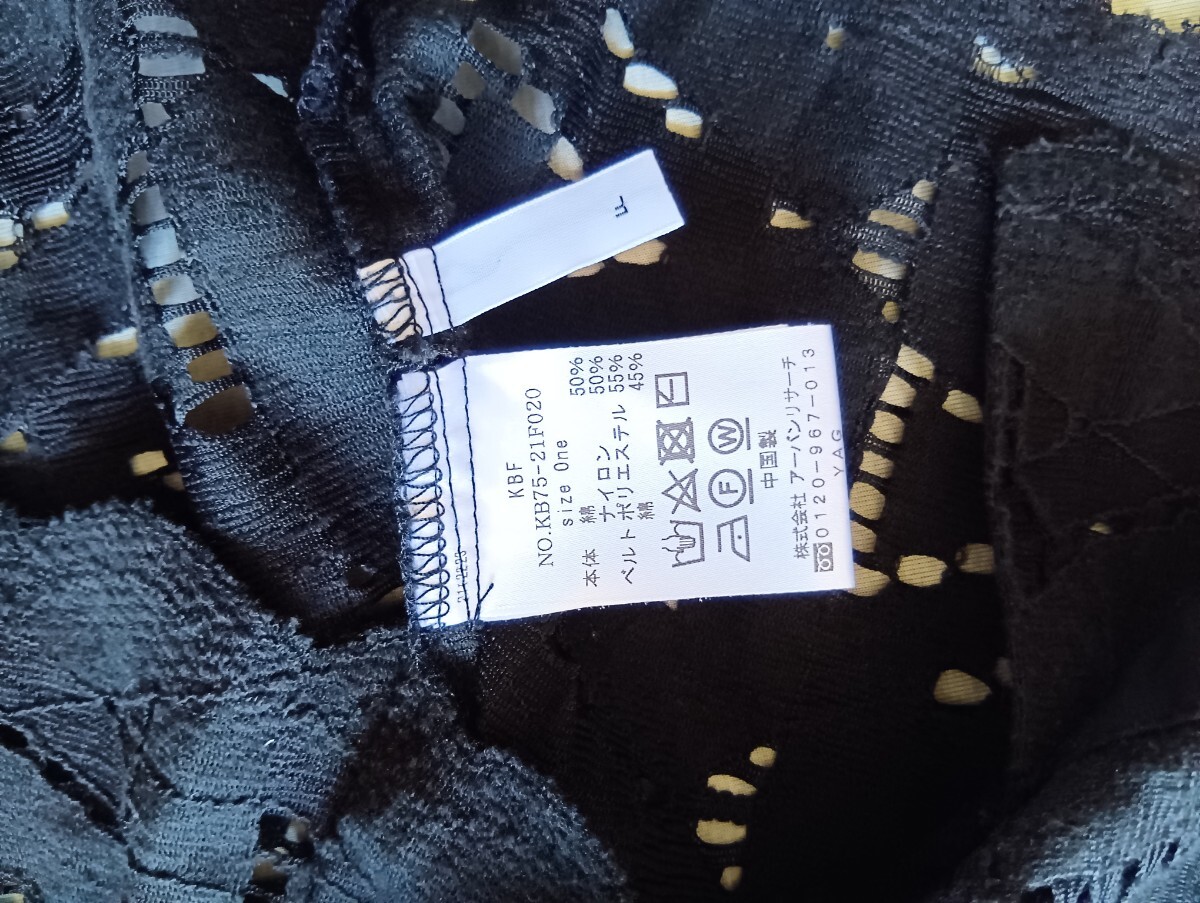 LL
KBF
NO.KB75-21F020
size One
本体 綿 50%
ナイロン 50%
ベルト ポリエステル 55%
綿 45%
F W
中国製
株式会社 アーバンリサーチ
0120-967-013
YAG